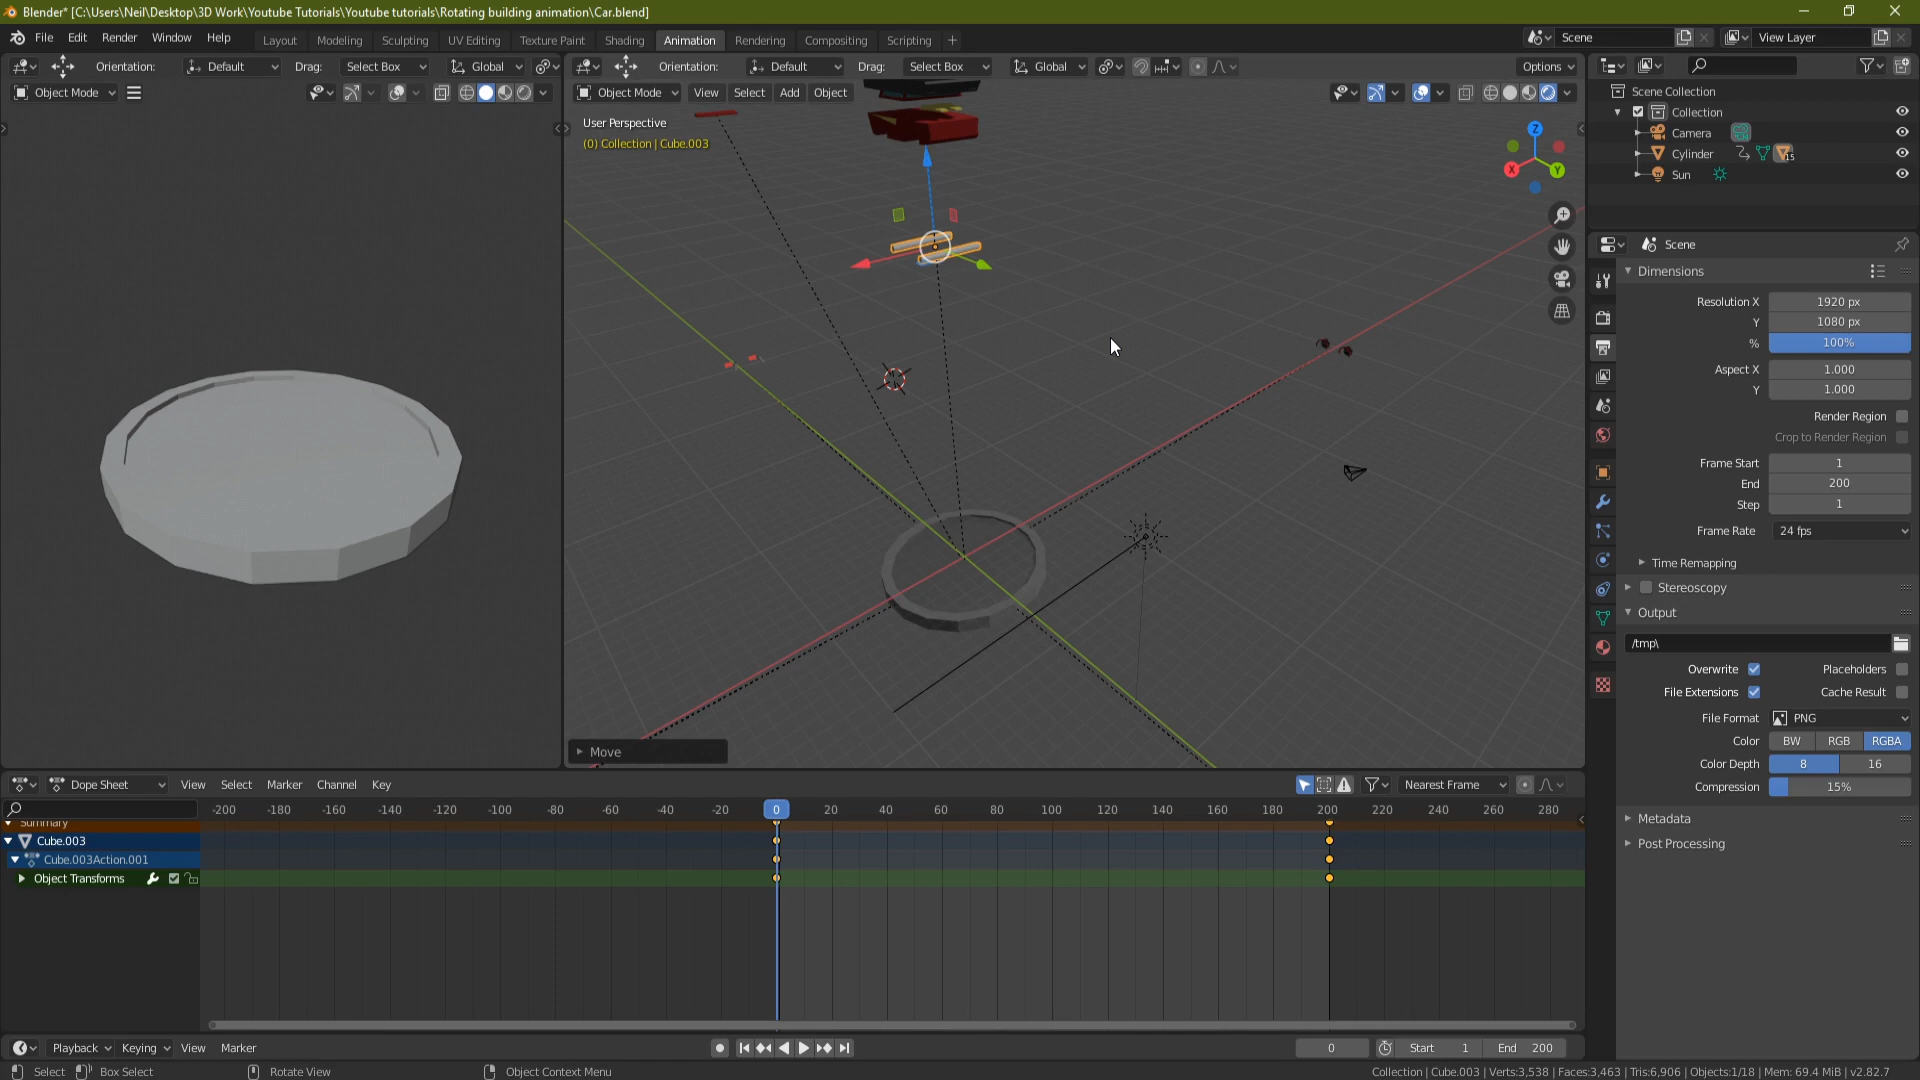 Blender* [C:\Users\Neil\Desktop\3D Work\Youtube Tutorials\Youtube tutorials\Rotating building animation\Car.blend]
File Edit Render Window Help Layout Modeling Sculpting UV Editing Texture Paint Shading Animation Rendering Compositing Scripting + Scene View Layer
Orientation: Default Drag: Select Box Global Orientation: Default Drag: Select Box Global Options
Object Mode Object Mode View Select Add Object
Scene Collection
Collection
Camera
Cylinder 15
Sun
User Perspective
(0) Collection | Cube.003
Z
X Y
Move
Scene
Dimensions
Resolution X 1920 px
Y 1080 px
% 100%
Aspect X 1.000
Y 1.000
Render Region
Crop to Render Region
Frame Start 1
End 200
Step 1
Frame Rate 24 fps
Time Remapping
Stereoscopy
Output
/tmp\
Overwrite Placeholders
File Extensions Cache Result
File Format PNG
Color BW RGB RGBA
Color Depth 8 16
Compression 15%
Metadata
Post Processing
Dope Sheet View Select Marker Channel Key Nearest Frame
-200 -180 -160 -140 -120 -100 -80 -60 -40 -20 0 20 40 60 80 100 120 140 160 180 200 220 240 260 280
Summary
Cube.003
Cube.003Action.001
Object Transforms
Playback Keying View Marker 0 Start 1 End 200
Select Box Select Rotate View Object Context Menu Collection | Cube.003 | Verts:3,538 | Faces:3,463 | Tris:6,906 | Objects:1/18 | Mem: 69.4 MiB | v2.82.7